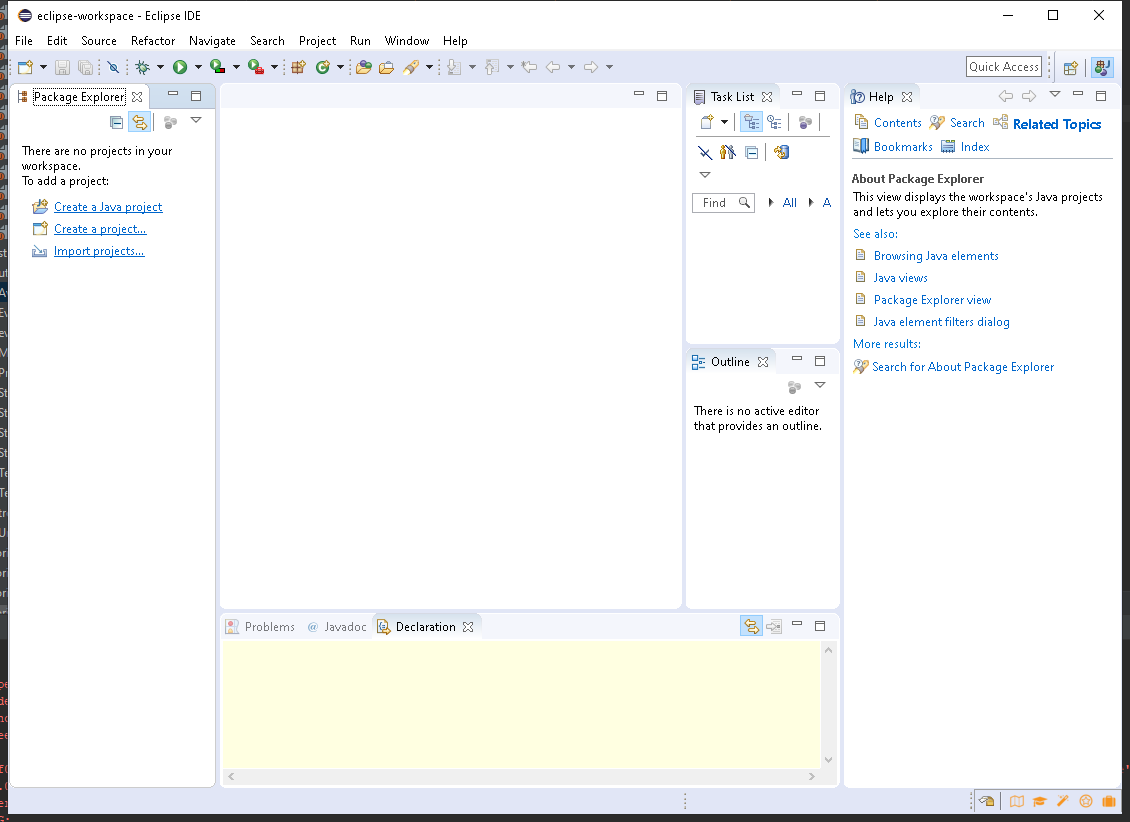 eclipse-workspace - Eclipse IDE
File Edit Source Refactor Navigate Search Project Run Window Help
Quick Access
Package Explorer
There are no projects in your
workspace.
To add a project:
Create a Java project
Create a project...
Import projects...
Task List
Find All A
Outline
There is no active editor
that provides an outline.
Help
Contents Search Related Topics
Bookmarks Index
About Package Explorer
This view displays the workspace's Java projects
and lets you explore their contents.
See also:
Browsing Java elements
Java views
Package Explorer view
Java element filters dialog
More results:
Search for About Package Explorer
Problems @ Javadoc Declaration